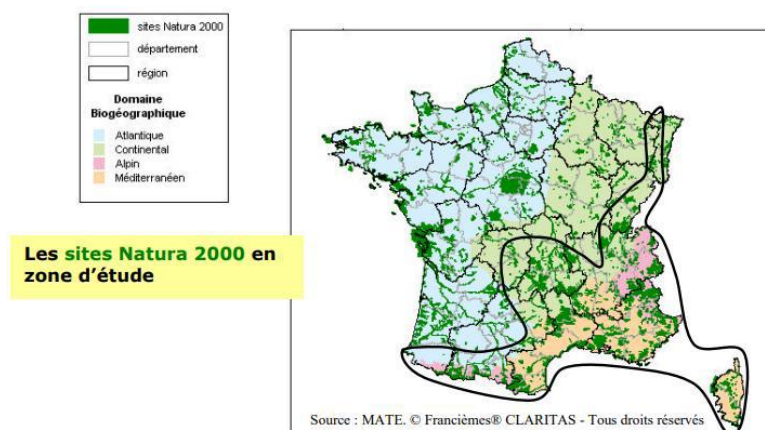 sites Natura 2000
département
région
Domaine
Biogéographique
Atlantique
Continental
Alpin
Méditerranéen
Les sites Natura 2000 en
zone d'étude
Source : MATE. © Francièmes® CLARITAS - Tous droits réservés